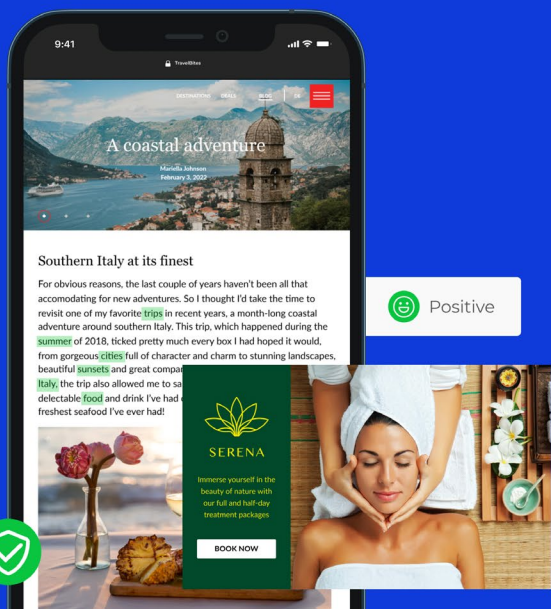 9:41
TravelBites
DESTINATIONS DEALS BLOG
A coastal adventure
Mariella Johnson
February 3, 2022
Southern Italy at its finest
For obvious reasons, the last couple of years haven't been all that
accomodating for new adventures. So I thought I'd take the time to
revisit one of my favorite trips in recent years, a month-long coastal
adventure around southern Italy. This trip, which happened during the
summer of 2018, ticked pretty much every box I had hoped it would,
from gorgeous cities full of character and charm to stunning landscapes,
beautiful sunsets and great compan
Italy, the trip also allowed me to sa
delectable food and drink I've had
freshest seafood I've ever had!
Positive
SERENA
Immerse yourself in the
beauty of nature with
our full and half-day
treatment packages
BOOK NOW